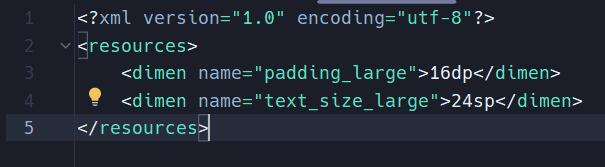 1 <?xml version="1.0" encoding="utf-8"?>
2 <resources>
3     <dimen name="padding_large">16dp</dimen>
4     <dimen name="text_size_large">24sp</dimen>
5 </resources>